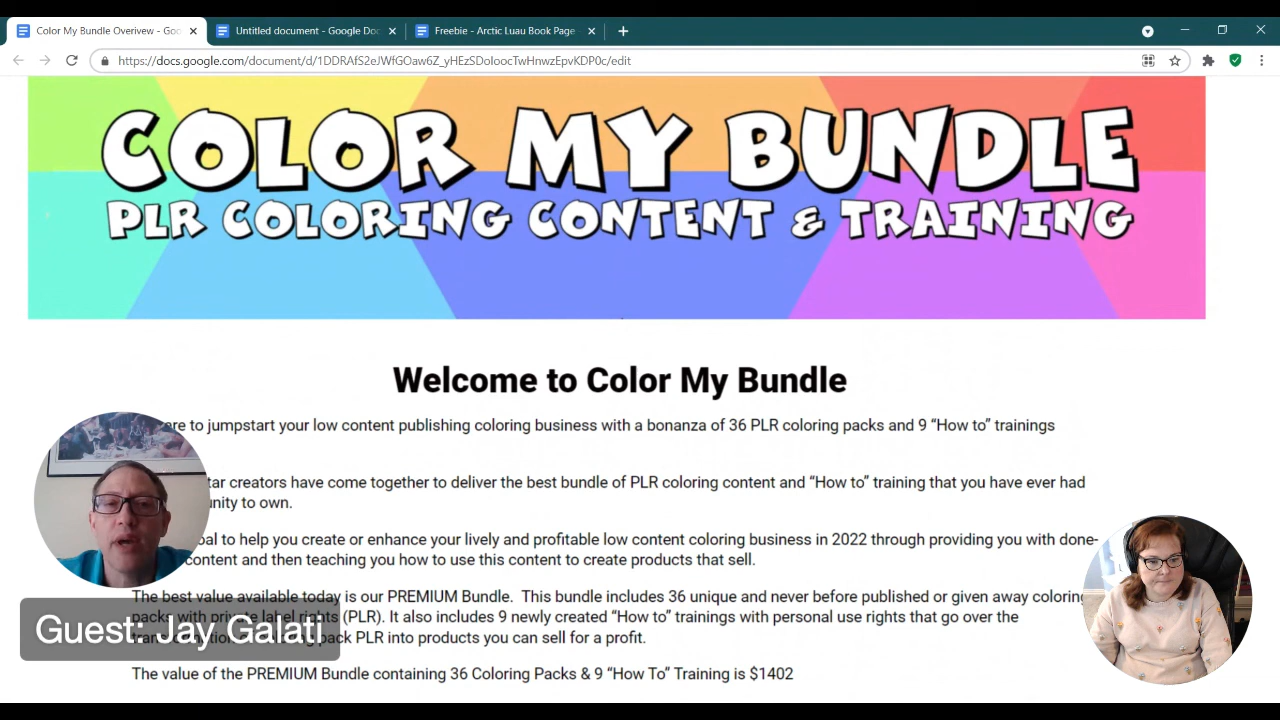 Color My Bundle Overivew - Goo
Untitled document - Google Doc
Freebie - Arctic Luau Book Page
https://docs.google.com/document/d/1DDRAfS2eJWfGOaw6Z_yHEzSDoIoocTwHnwzEpvKDP0c/edit
COLOR MY BUNDLE
PLR COLORING CONTENT & TRAINING
Welcome to Color My Bundle
to jumpstart your low content publishing coloring business with a bonanza of 36 PLR coloring packs and 9 “How to” trainings
creators have come together to deliver the best bundle of PLR coloring content and “How to” training that you have ever had
to own.
to help you create or enhance your lively and profitable low content coloring business in 2022 through providing you with done-
content and then teaching you how to use this content to create products that sell.
The best value available today is our PREMIUM Bundle. This bundle includes 36 unique and never before published or given away coloring
packs with private label rights (PLR). It also includes 9 newly created “How to” trainings with personal use rights that go over the
pack PLR into products you can sell for a profit.
Guest: Jay Galati
The value of the PREMIUM Bundle containing 36 Coloring Packs & 9 “How To” Training is $1402